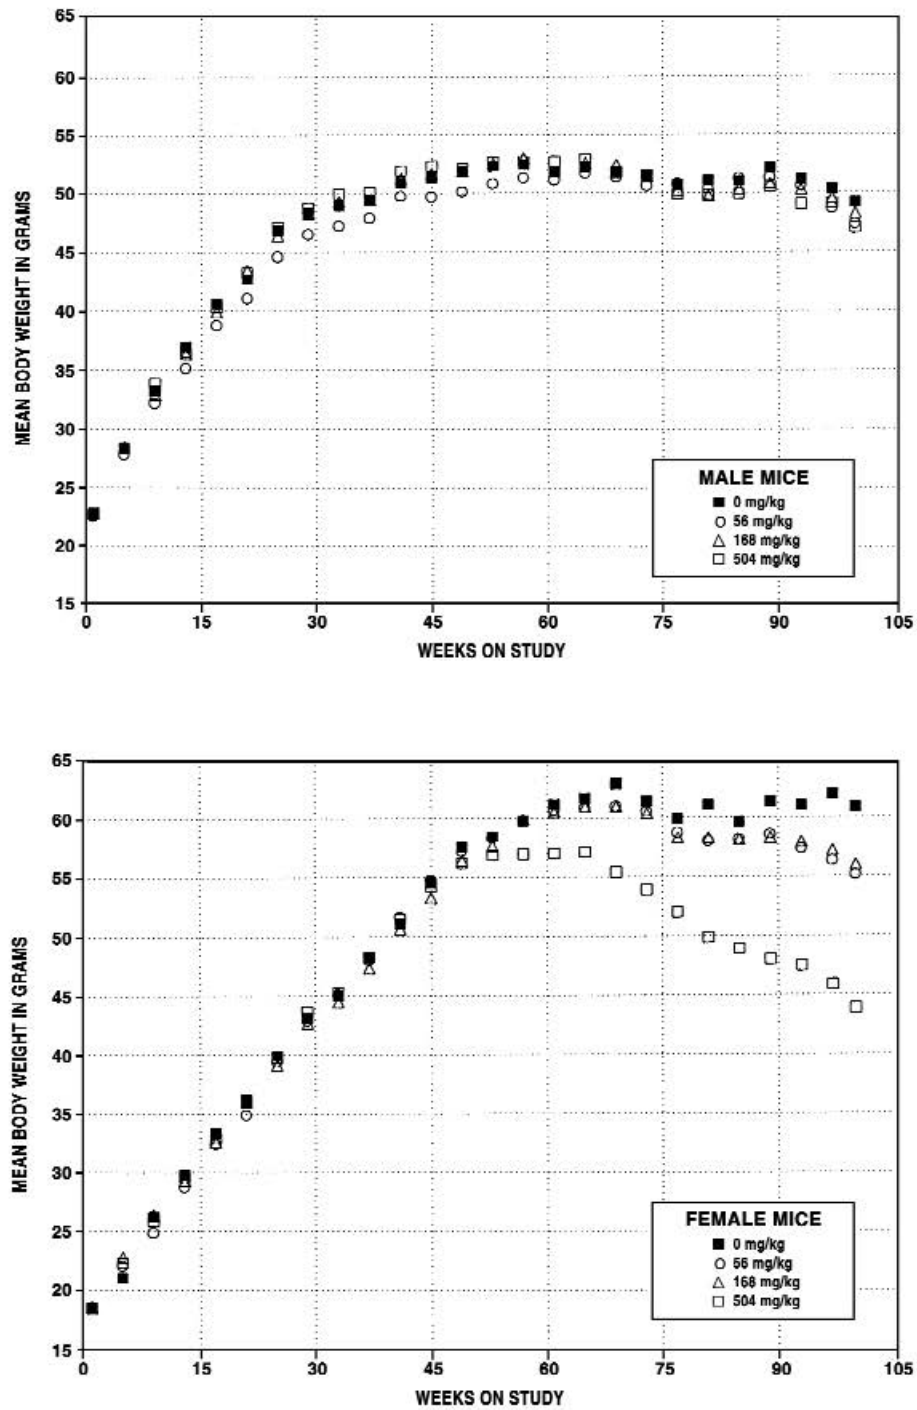 65
60
55
50
45
40
35
30
25
20
15
MEAN BODY WEIGHT IN GRAMS
MALE MICE
0 mg/kg
56 mg/kg
168 mg/kg
504 mg/kg
0 15 30 45 60 75 90 105
WEEKS ON STUDY
65
60
55
50
45
40
35
30
25
20
15
MEAN BODY WEIGHT IN GRAMS
FEMALE MICE
0 mg/kg
56 mg/kg
168 mg/kg
504 mg/kg
0 15 30 45 60 75 90 105
WEEKS ON STUDY